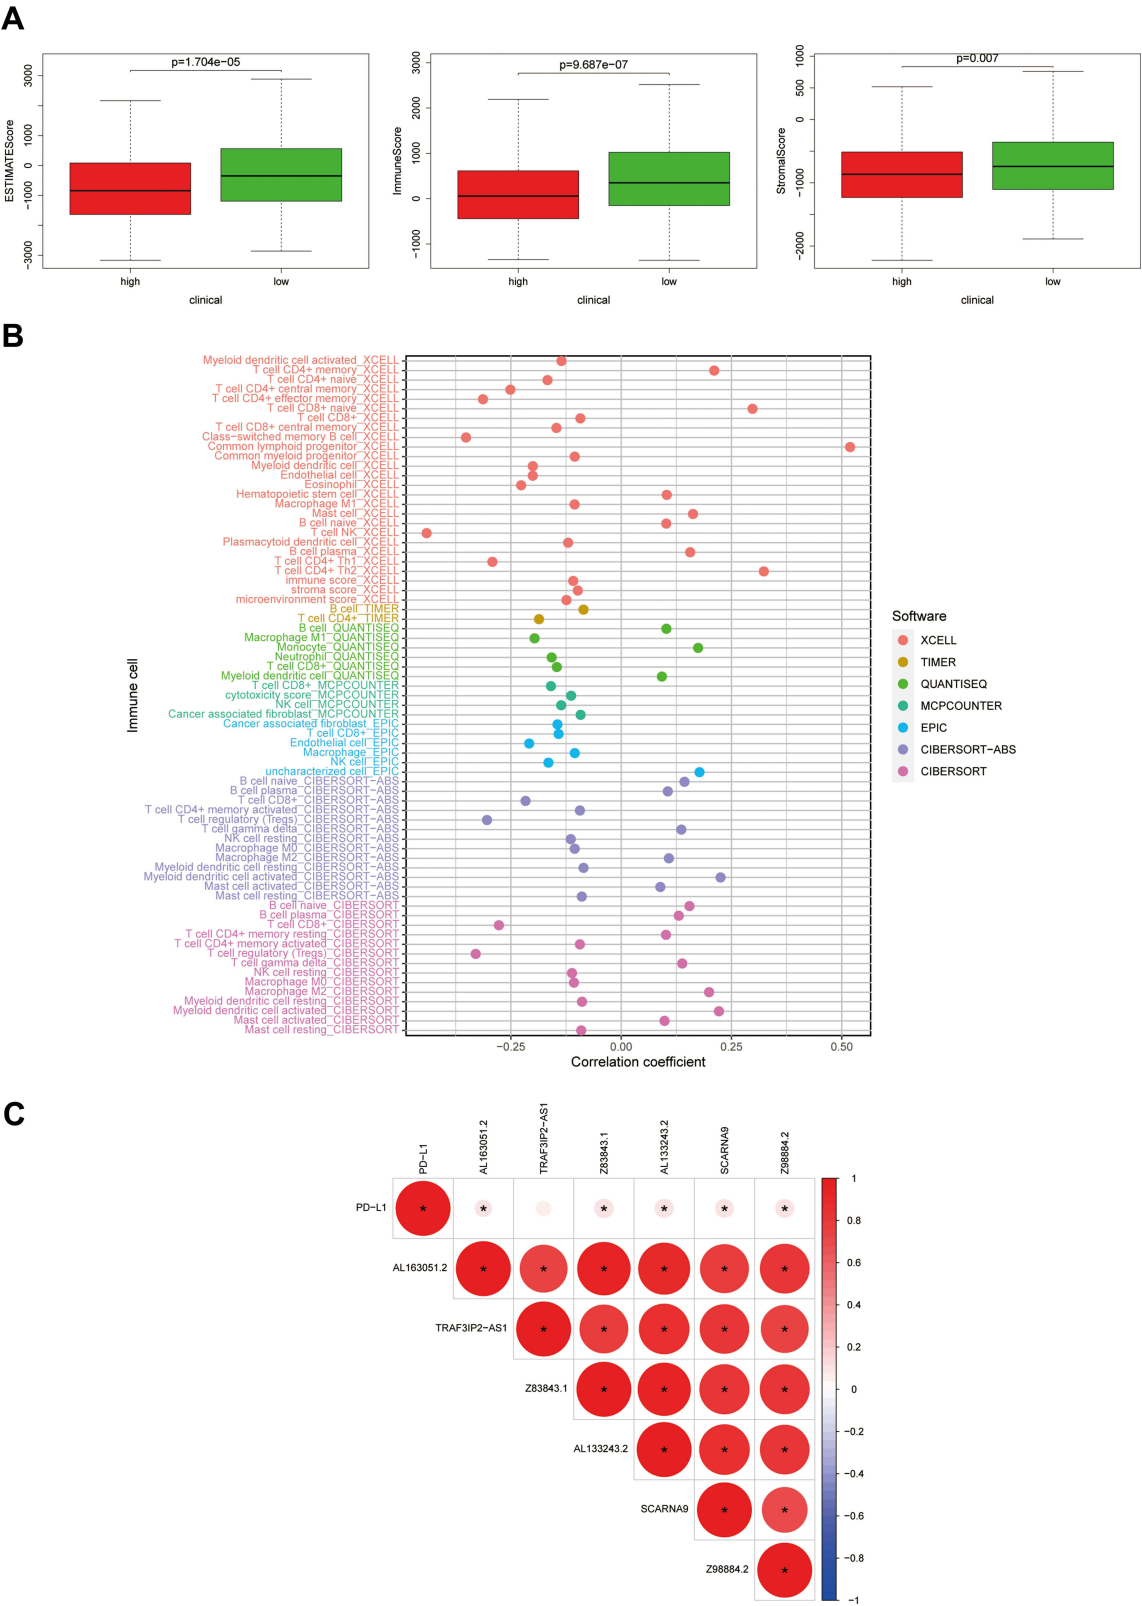 A
p=1.704e-05
ESTIMATEScore
3000
1000
0
−1000
−3000
high
low
clinical
p=9.687e-07
ImmuneScore
3000
2000
1000
0
−1000
high
low
clinical
p=0.007
StromalScore
1000
500
0
−1000
−2000
high
low
clinical
B
Immune cell
Myeloid dendritic cell activated_XCELL
T cell CD4+ memory_XCELL
T cell CD4+ naive_XCELL
T cell CD4+ central memory_XCELL
T cell CD4+ effector memory_XCELL
T cell CD8+ naive_XCELL
T cell CD8+_XCELL
T cell CD8+ central memory_XCELL
Class−switched memory B cell_XCELL
Common lymphoid progenitor_XCELL
Common myeloid progenitor_XCELL
Myeloid dendritic cell_XCELL
Endothelial cell_XCELL
Eosinophil_XCELL
Hematopoietic stem cell_XCELL
Macrophage M1_XCELL
Mast cell_XCELL
B cell naive_XCELL
T cell NK_XCELL
Plasmacytoid dendritic cell_XCELL
B cell plasma_XCELL
T cell CD4+ Th1_XCELL
T cell CD4+ Th2_XCELL
immune score_XCELL
stroma score_XCELL
microenvironment score_XCELL
B cell_TIMER
T cell CD4+_TIMER
B cell_QUANTISEQ
Macrophage M1_QUANTISEQ
Monocyte_QUANTISEQ
Neutrophil_QUANTISEQ
T cell CD8+_QUANTISEQ
Myeloid dendritic cell_QUANTISEQ
T cell CD8+_MCPCOUNTER
cytotoxicity score_MCPCOUNTER
NK cell_MCPCOUNTER
Cancer associated fibroblast_MCPCOUNTER
Cancer associated fibroblast_EPIC
T cell CD8+_EPIC
Endothelial cell_EPIC
Macrophage_EPIC
NK cell_EPIC
uncharacterized cell_EPIC
B cell naive_CIBERSORT−ABS
B cell plasma_CIBERSORT−ABS
T cell CD8+_CIBERSORT−ABS
T cell CD4+ memory activated_CIBERSORT−ABS
T cell regulatory (Tregs)_CIBERSORT−ABS
T cell gamma delta_CIBERSORT−ABS
NK cell resting_CIBERSORT−ABS
Macrophage M0_CIBERSORT−ABS
Macrophage M2_CIBERSORT−ABS
Myeloid dendritic cell resting_CIBERSORT−ABS
Myeloid dendritic cell activated_CIBERSORT−ABS
Mast cell activated_CIBERSORT−ABS
Mast cell resting_CIBERSORT−ABS
B cell naive_CIBERSORT
B cell plasma_CIBERSORT
T cell CD8+_CIBERSORT
T cell CD4+ memory resting_CIBERSORT
T cell CD4+ memory activated_CIBERSORT
T cell regulatory (Tregs)_CIBERSORT
T cell gamma delta_CIBERSORT
NK cell resting_CIBERSORT
Macrophage M0_CIBERSORT
Macrophage M2_CIBERSORT
Myeloid dendritic cell resting_CIBERSORT
Myeloid dendritic cell activated_CIBERSORT
Mast cell activated_CIBERSORT
Mast cell resting_CIBERSORT
−0.25 0.00 0.25 0.50
Correlation coefficient
Software
XCELL
TIMER
QUANTISEQ
MCPCOUNTER
EPIC
CIBERSORT−ABS
CIBERSORT
C
PD−L1
AL163051.2
TRAF3IP2−AS1
Z83843.1
AL133243.2
SCARNA9
Z98884.2
PD−L1 * * * * * *
AL163051.2 * * * * * *
TRAF3IP2−AS1 * * * * *
Z83843.1 * * * *
AL133243.2 * * *
SCARNA9 * *
Z98884.2 *
1
0.8
0.6
0.4
0.2
0
−0.2
−0.4
−0.6
−0.8
−1